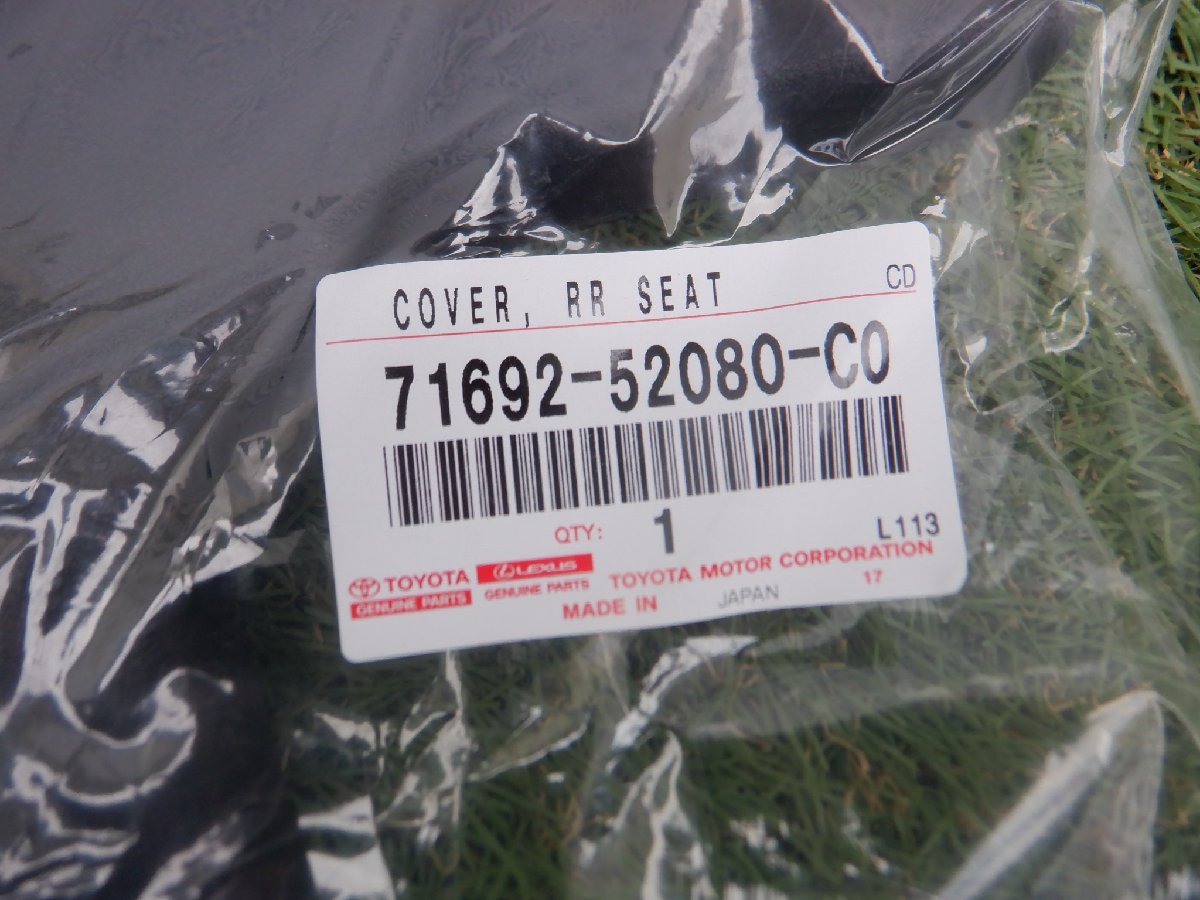 COVER, RR SEAT CD
71692-52080-C0
QTY: 1 L113
TOYOTA LEXUS TOYOTA MOTOR CORPORATION
GENUINE PARTS GENUINE PARTS 17
MADE IN JAPAN